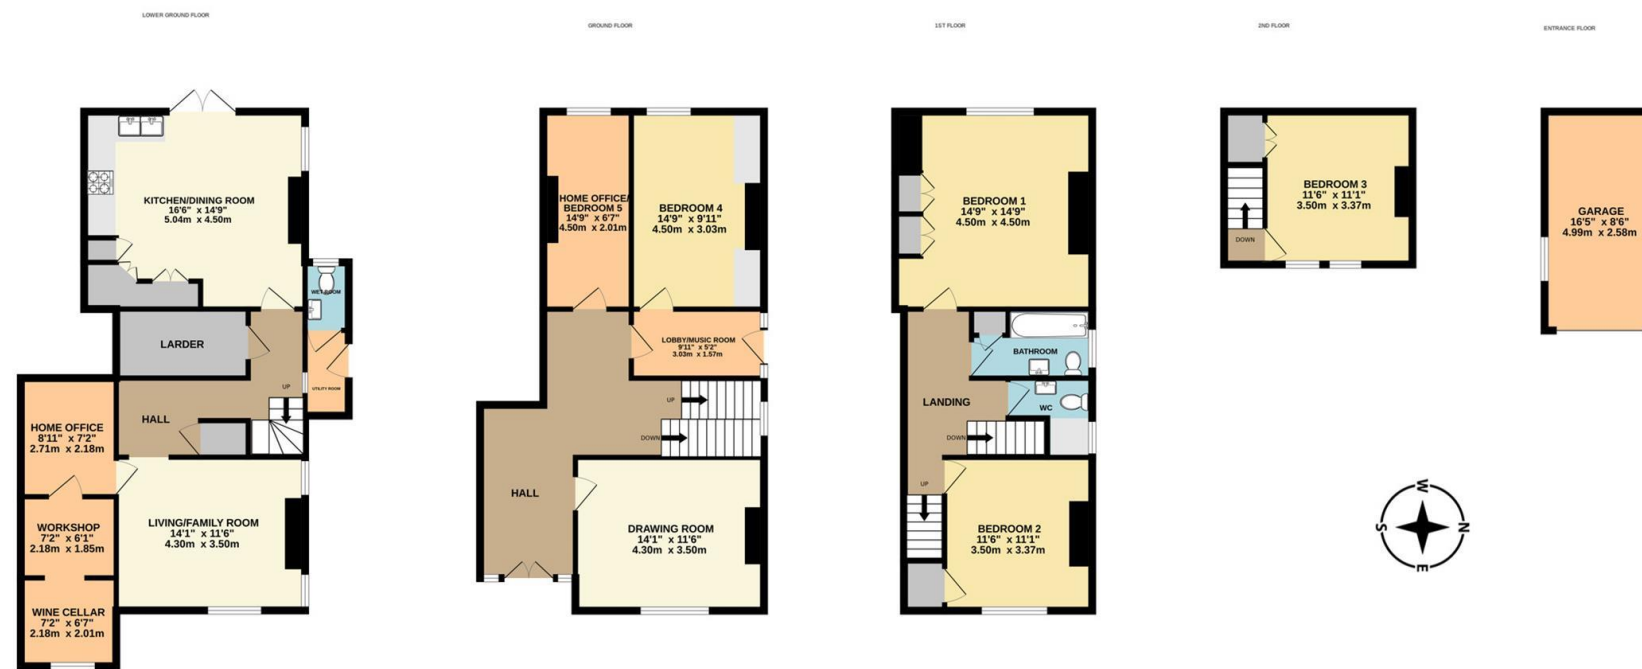 LOWER GROUND FLOOR
KITCHEN/DINING ROOM
16'6" x 14'9"
5.04m x 4.50m
WET ROOM
LARDER
UTILITY ROOM
UP
HALL
HOME OFFICE
8'11" x 7'2"
2.71m x 2.18m
WORKSHOP
7'2" x 6'1"
2.18m x 1.85m
LIVING/FAMILY ROOM
14'1" x 11'6"
4.30m x 3.50m
WINE CELLAR
7'2" x 6'7"
2.18m x 2.01m
GROUND FLOOR
HOME OFFICE/
BEDROOM 5
14'9" x 6'7"
4.50m x 2.01m
BEDROOM 4
14'9" x 9'11"
4.50m x 3.03m
LOBBY/MUSIC ROOM
9'11" x 5'2"
3.03m x 1.57m
UP
DOWN
HALL
DRAWING ROOM
14'1" x 11'6"
4.30m x 3.50m
1ST FLOOR
BEDROOM 1
14'9" x 14'9"
4.50m x 4.50m
BATHROOM
WC
LANDING
DOWN
UP
BEDROOM 2
11'6" x 11'1"
3.50m x 3.37m
2ND FLOOR
BEDROOM 3
11'6" x 11'1"
3.50m x 3.37m
DOWN
ENTRANCE FLOOR
GARAGE
16'5" x 8'6"
4.99m x 2.58m
W
S
N
E